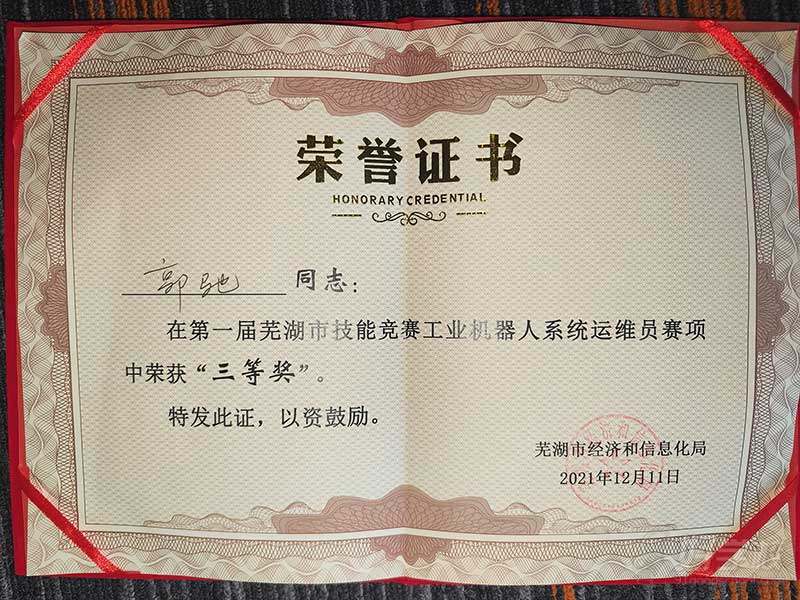 荣誉证书
HONORARY CREDENTIAL
郭驰 同志：
在第一届芜湖市技能竞赛工业机器人系统运维员赛项
中荣获“三等奖”。
特发此证，以资鼓励。
芜湖市经济和信息化局
2021年12月11日